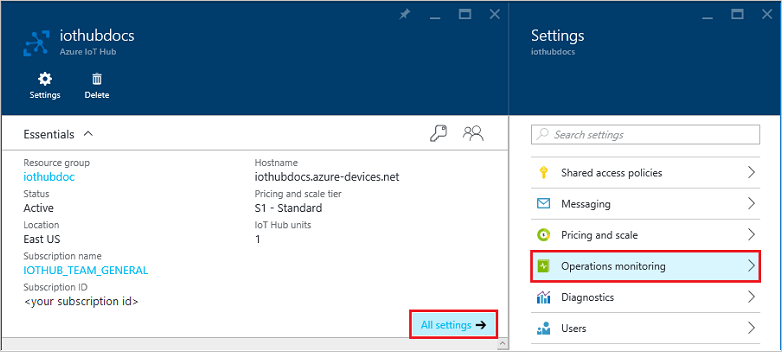 iothubdocs
Azure IoT Hub
Settings
Delete
Essentials
Resource group
iothubdoc
Status
Active
Location
East US
Subscription name
IOTHUB_TEAM_GENERAL
Subscription ID
<your subscription id>
Hostname
iothubdocs.azure-devices.net
Pricing and scale tier
S1 - Standard
IoT Hub units
1
All settings
Settings
iothubdocs
Search settings
Shared access policies
Messaging
Pricing and scale
Operations monitoring
Diagnostics
Users